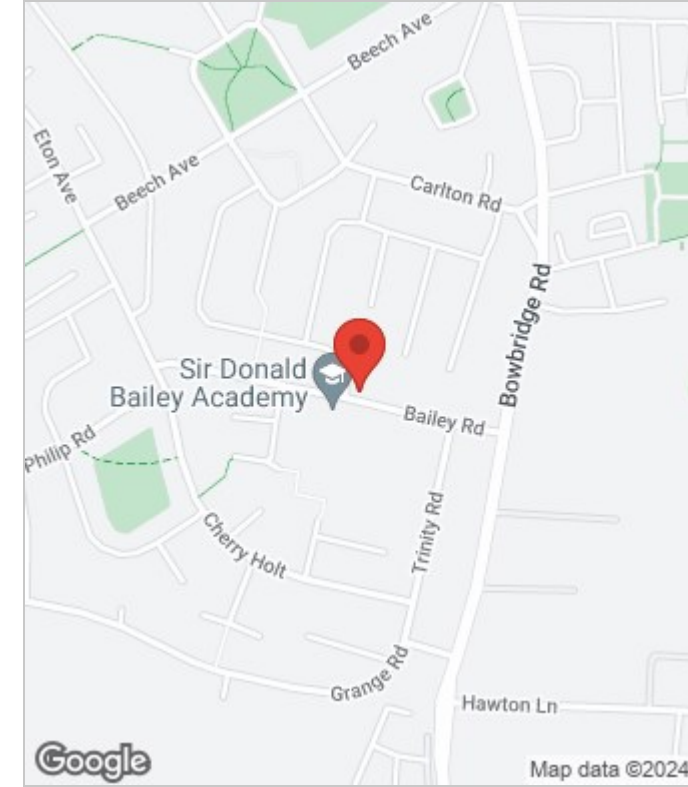 Beech Ave
Eton Ave
Beech Ave
Carlton Rd
Bowbridge Rd
Sir Donald
Bailey Academy
Bailey Rd
Philip Rd
Trinity Rd
Cherry Holt
Grange Rd
Hawton Ln
Google
Map data ©2024